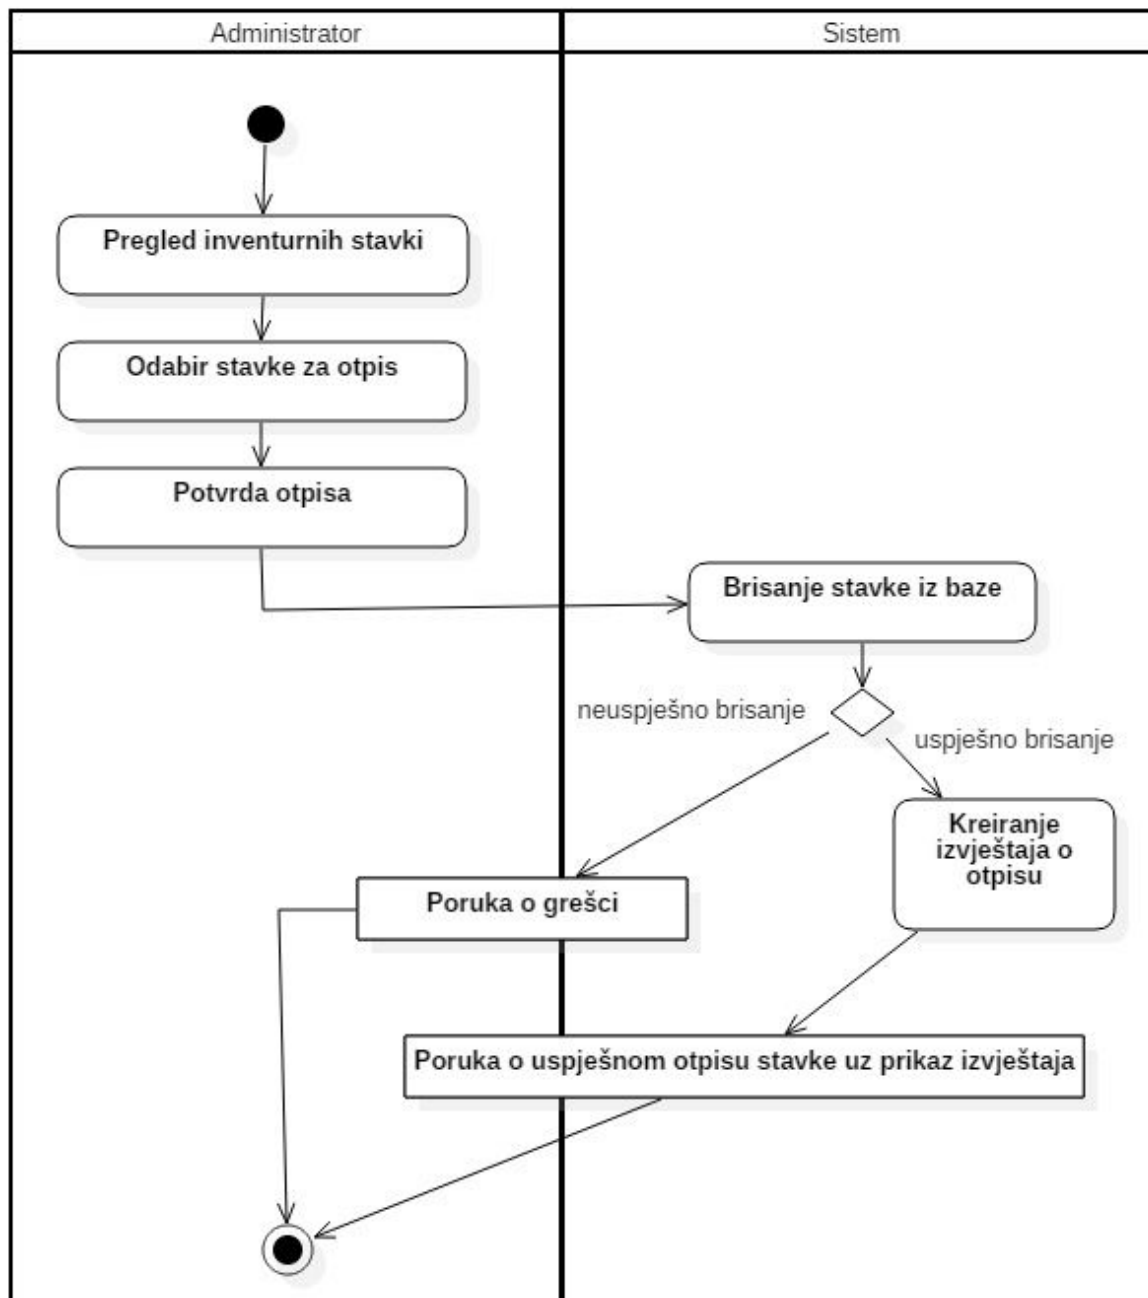 Administrator
Sistem
Pregled inventurnih stavki
Odabir stavke za otpis
Potvrda otpisa
Brisanje stavke iz baze
neuspješno brisanje
uspješno brisanje
Kreiranje
izvještaja o
otpisu
Poruka o grešci
Poruka o uspješnom otpisu stavke uz prikaz izvještaja